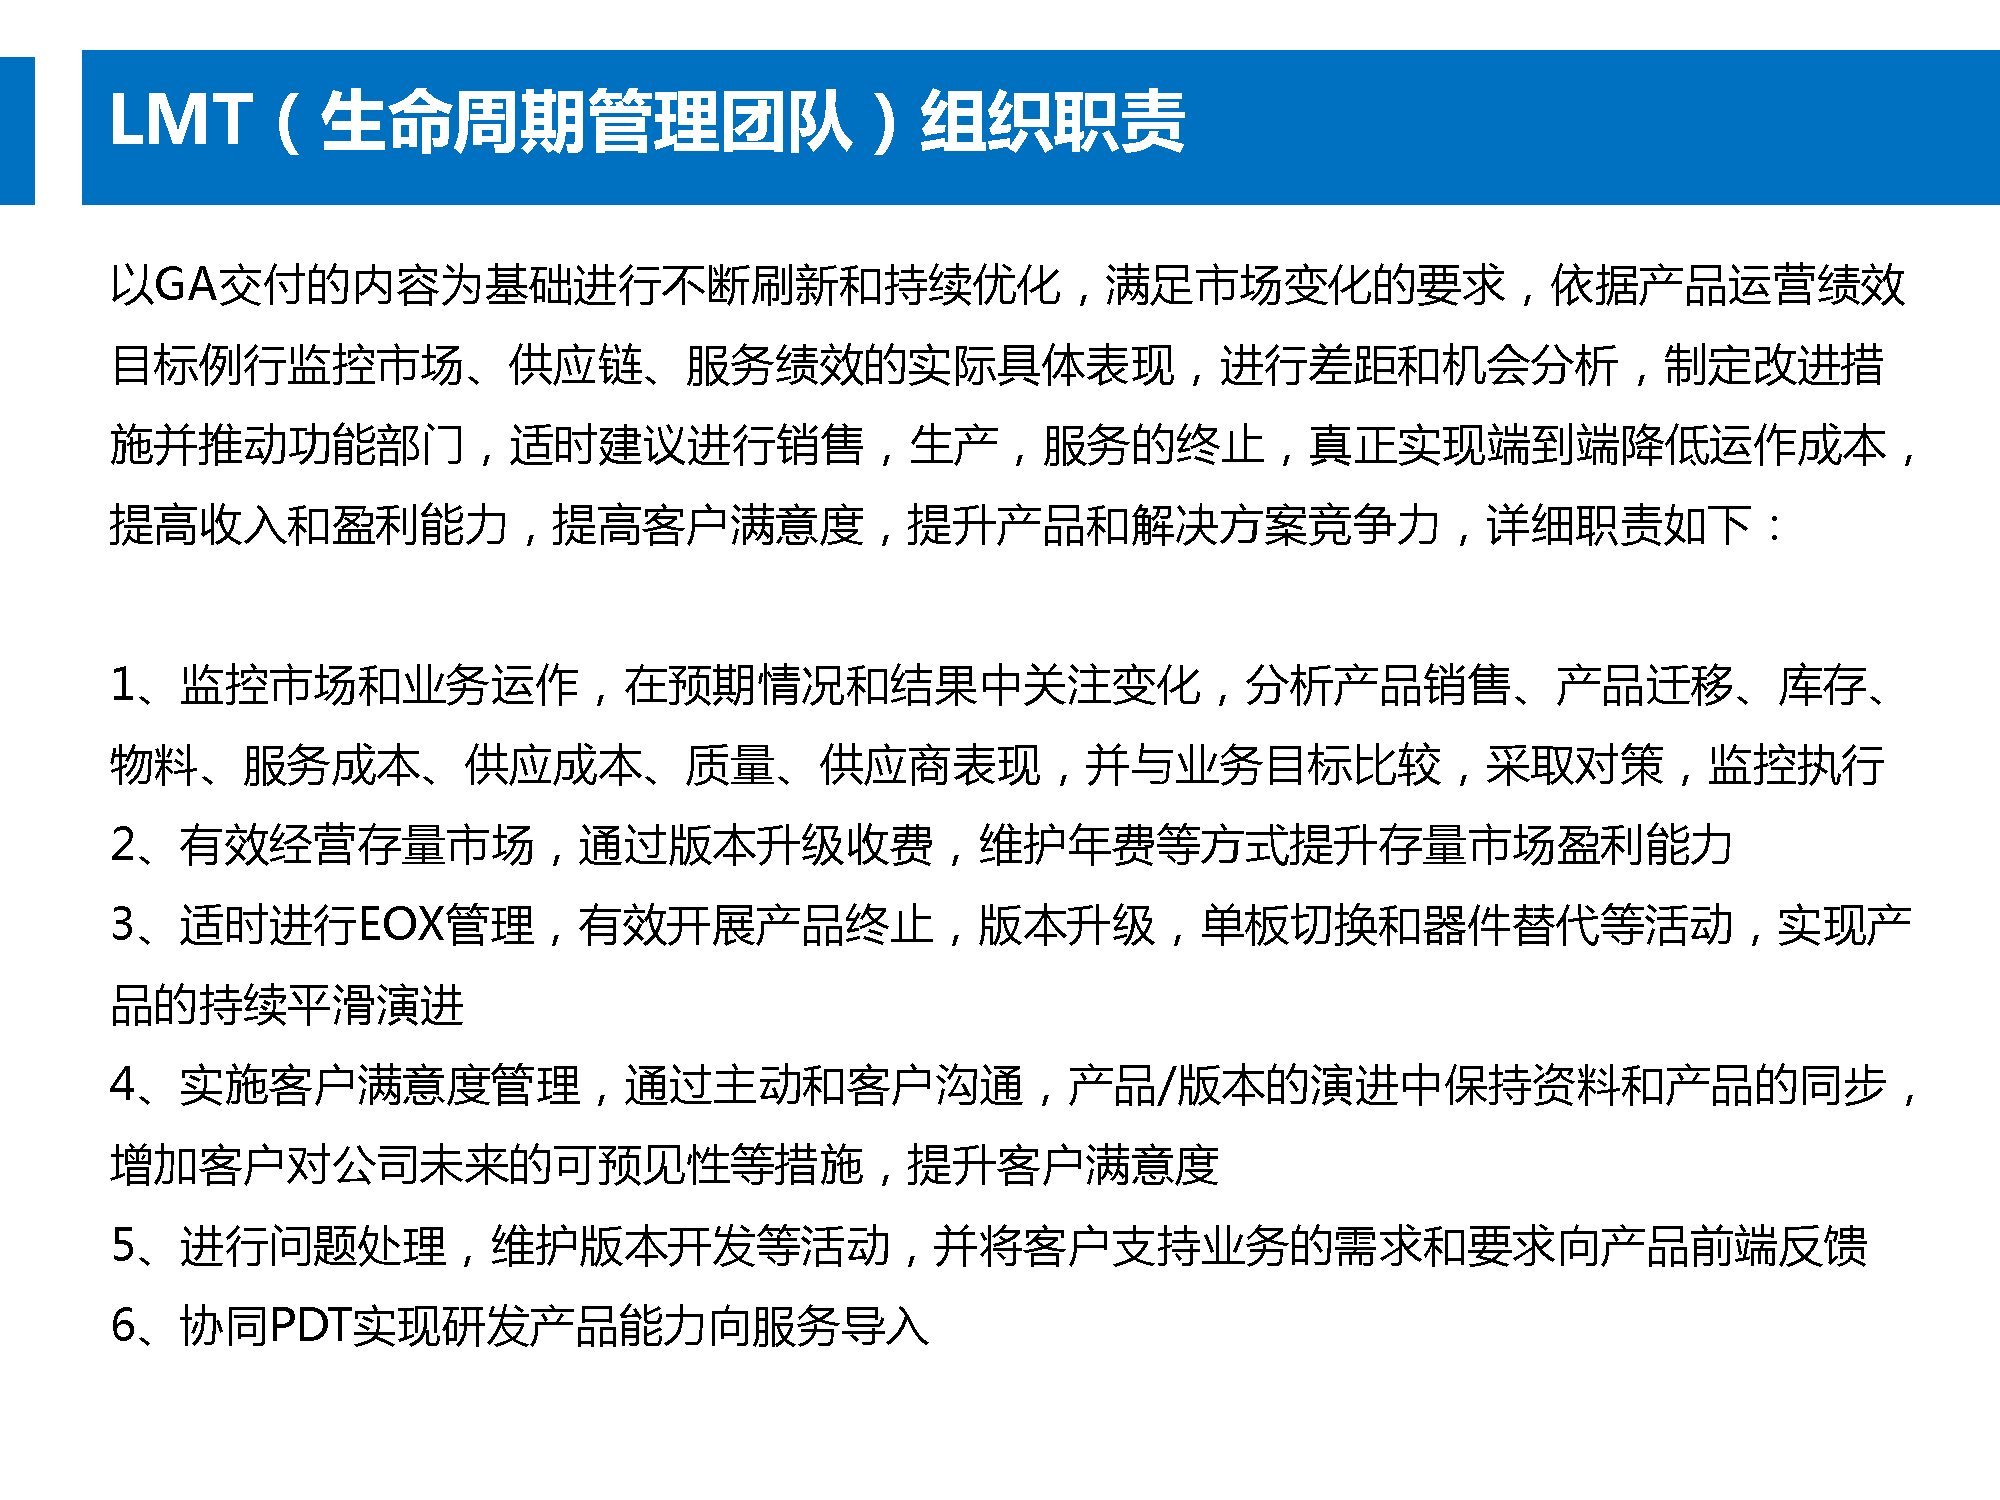 LMT（生命周期管理团队）组织职责
以GA交付的内容为基础进行不断刷新和持续优化，满足市场变化的要求，依据产品运营绩效
目标例行监控市场、供应链、服务绩效的实际具体表现，进行差距和机会分析，制定改进措
施并推动功能部门，适时建议进行销售，生产，服务的终止，真正实现端到端降低运作成本，
提高收入和盈利能力，提高客户满意度，提升产品和解决方案竞争力，详细职责如下：
1、监控市场和业务运作，在预期情况和结果中关注变化，分析产品销售、产品迁移、库存、
物料、服务成本、供应成本、质量、供应商表现，并与业务目标比较，采取对策，监控执行
2、有效经营存量市场，通过版本升级收费，维护年费等方式提升存量市场盈利能力
3、适时进行EOX管理，有效开展产品终止，版本升级，单板切换和器件替代等活动，实现产
品的持续平滑演进
4、实施客户满意度管理，通过主动和客户沟通，产品/版本的演进中保持资料和产品的同步，
增加客户对公司未来的可预见性等措施，提升客户满意度
5、进行问题处理，维护版本开发等活动，并将客户支持业务的需求和要求向产品前端反馈
6、协同PDT实现研发产品能力向服务导入